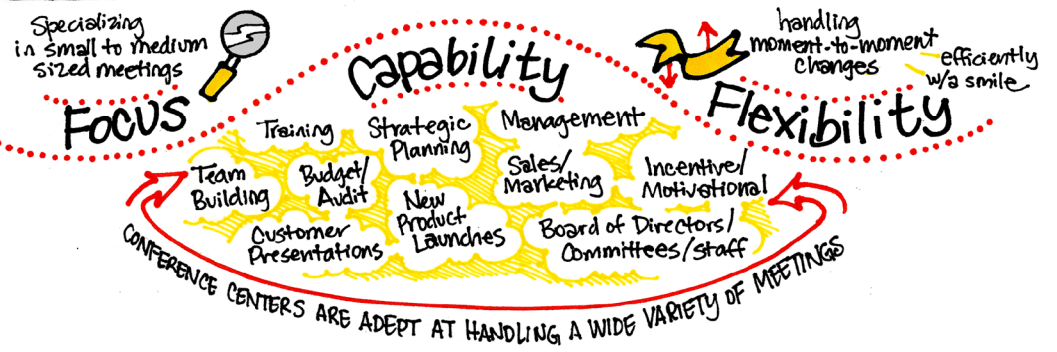 Specializing
in small to medium
sized meetings
Focus
Capability
handling
moment-to-moment
changes
efficiently
w/a smile
Flexibility
Training
Strategic
Planning
Management
Team
Building
Budget/
Audit
New
Product
Launches
Sales/
Marketing
Incentive/
Motivational
Customer
Presentations
Board of Directors/
Committees/staff
CONFERENCE CENTERS ARE ADEPT AT HANDLING A WIDE VARIETY OF MEETINGS